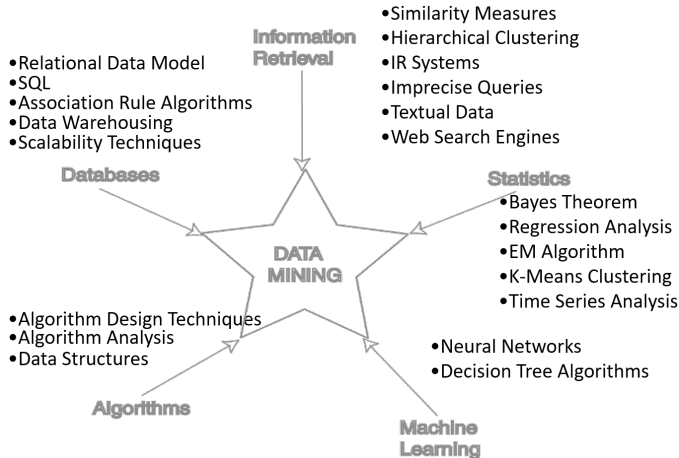 Information
Retrieval
•Similarity Measures
•Hierarchical Clustering
•IR Systems
•Imprecise Queries
•Textual Data
•Web Search Engines
•Relational Data Model
•SQL
•Association Rule Algorithms
•Data Warehousing
•Scalability Techniques
Databases
Statistics
•Bayes Theorem
•Regression Analysis
•EM Algorithm
•K-Means Clustering
•Time Series Analysis
DATA
MINING
•Algorithm Design Techniques
•Algorithm Analysis
•Data Structures
Algorithms
•Neural Networks
•Decision Tree Algorithms
Machine
Learning